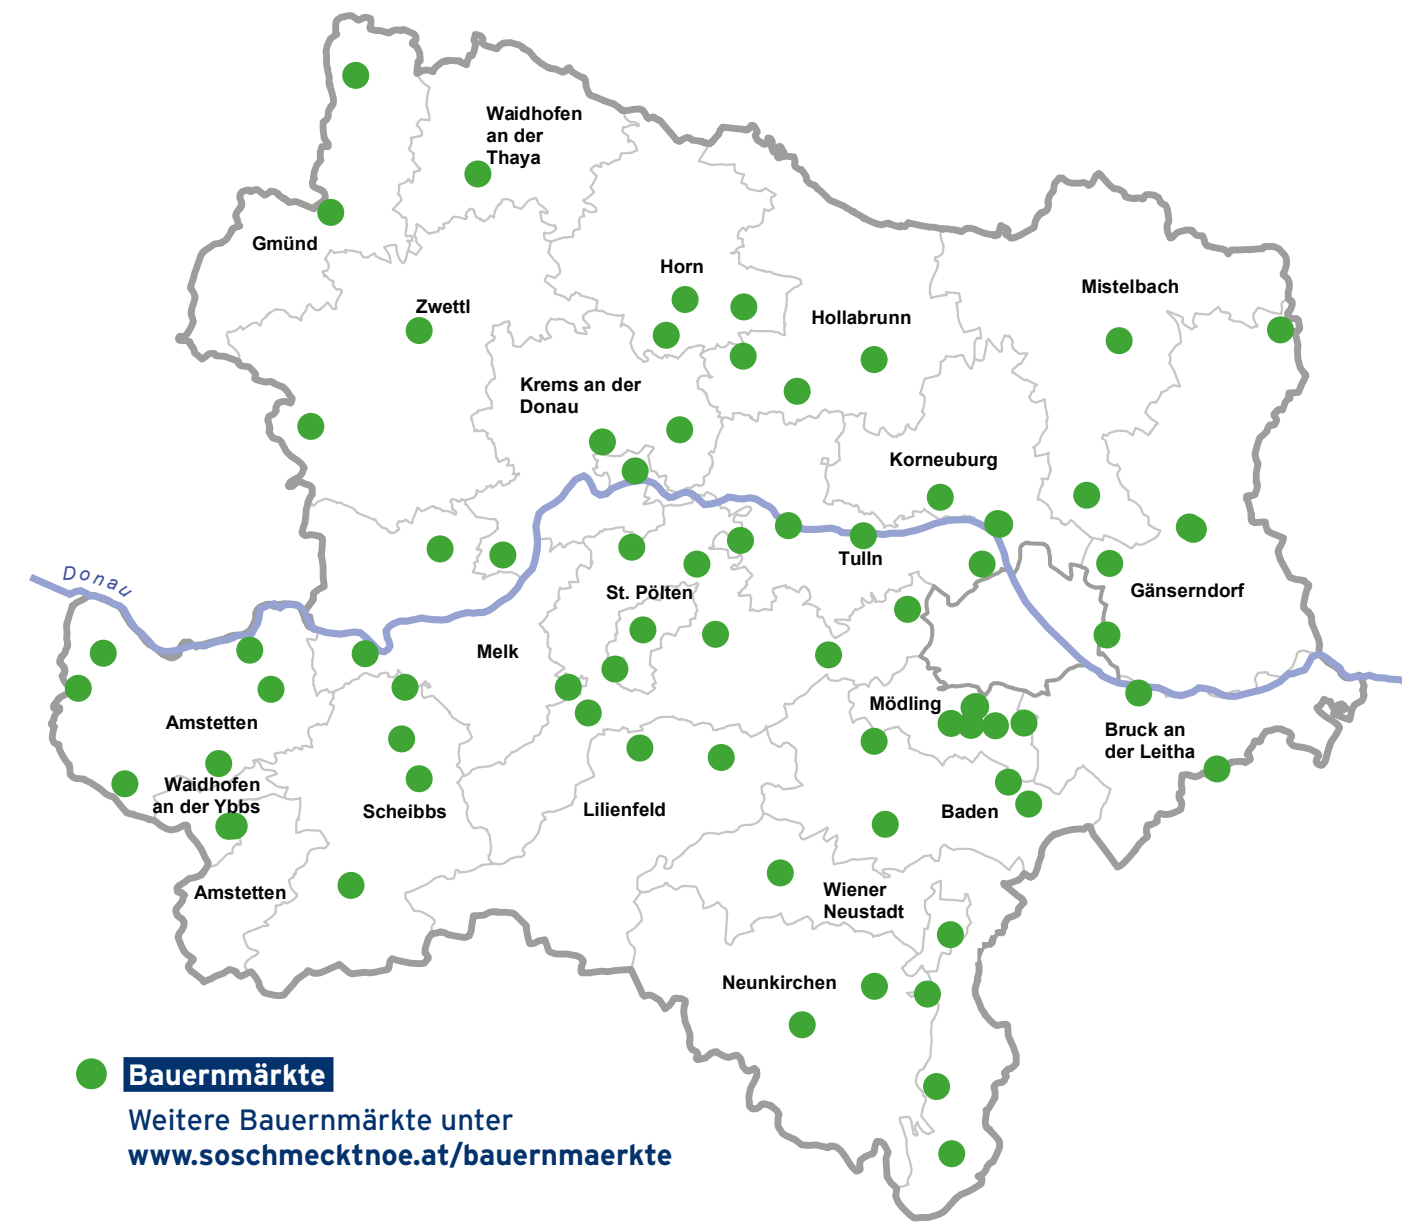 Waidhofen
an der
Thaya
Gmünd
Horn
Zwettl
Mistelbach
Hollabrunn
Krems an der
Donau
Korneuburg
Tulln
Donau
St. Pölten
Gänserndorf
Melk
Mödling
Amstetten
Bruck an
der Leitha
Waidhofen
an der Ybbs
Scheibbs
Lilienfeld
Baden
Amstetten
Wiener
Neustadt
Neunkirchen
Bauernmärkte
Weitere Bauernmärkte unter
www.soschmecktnoe.at/bauernmaerkte